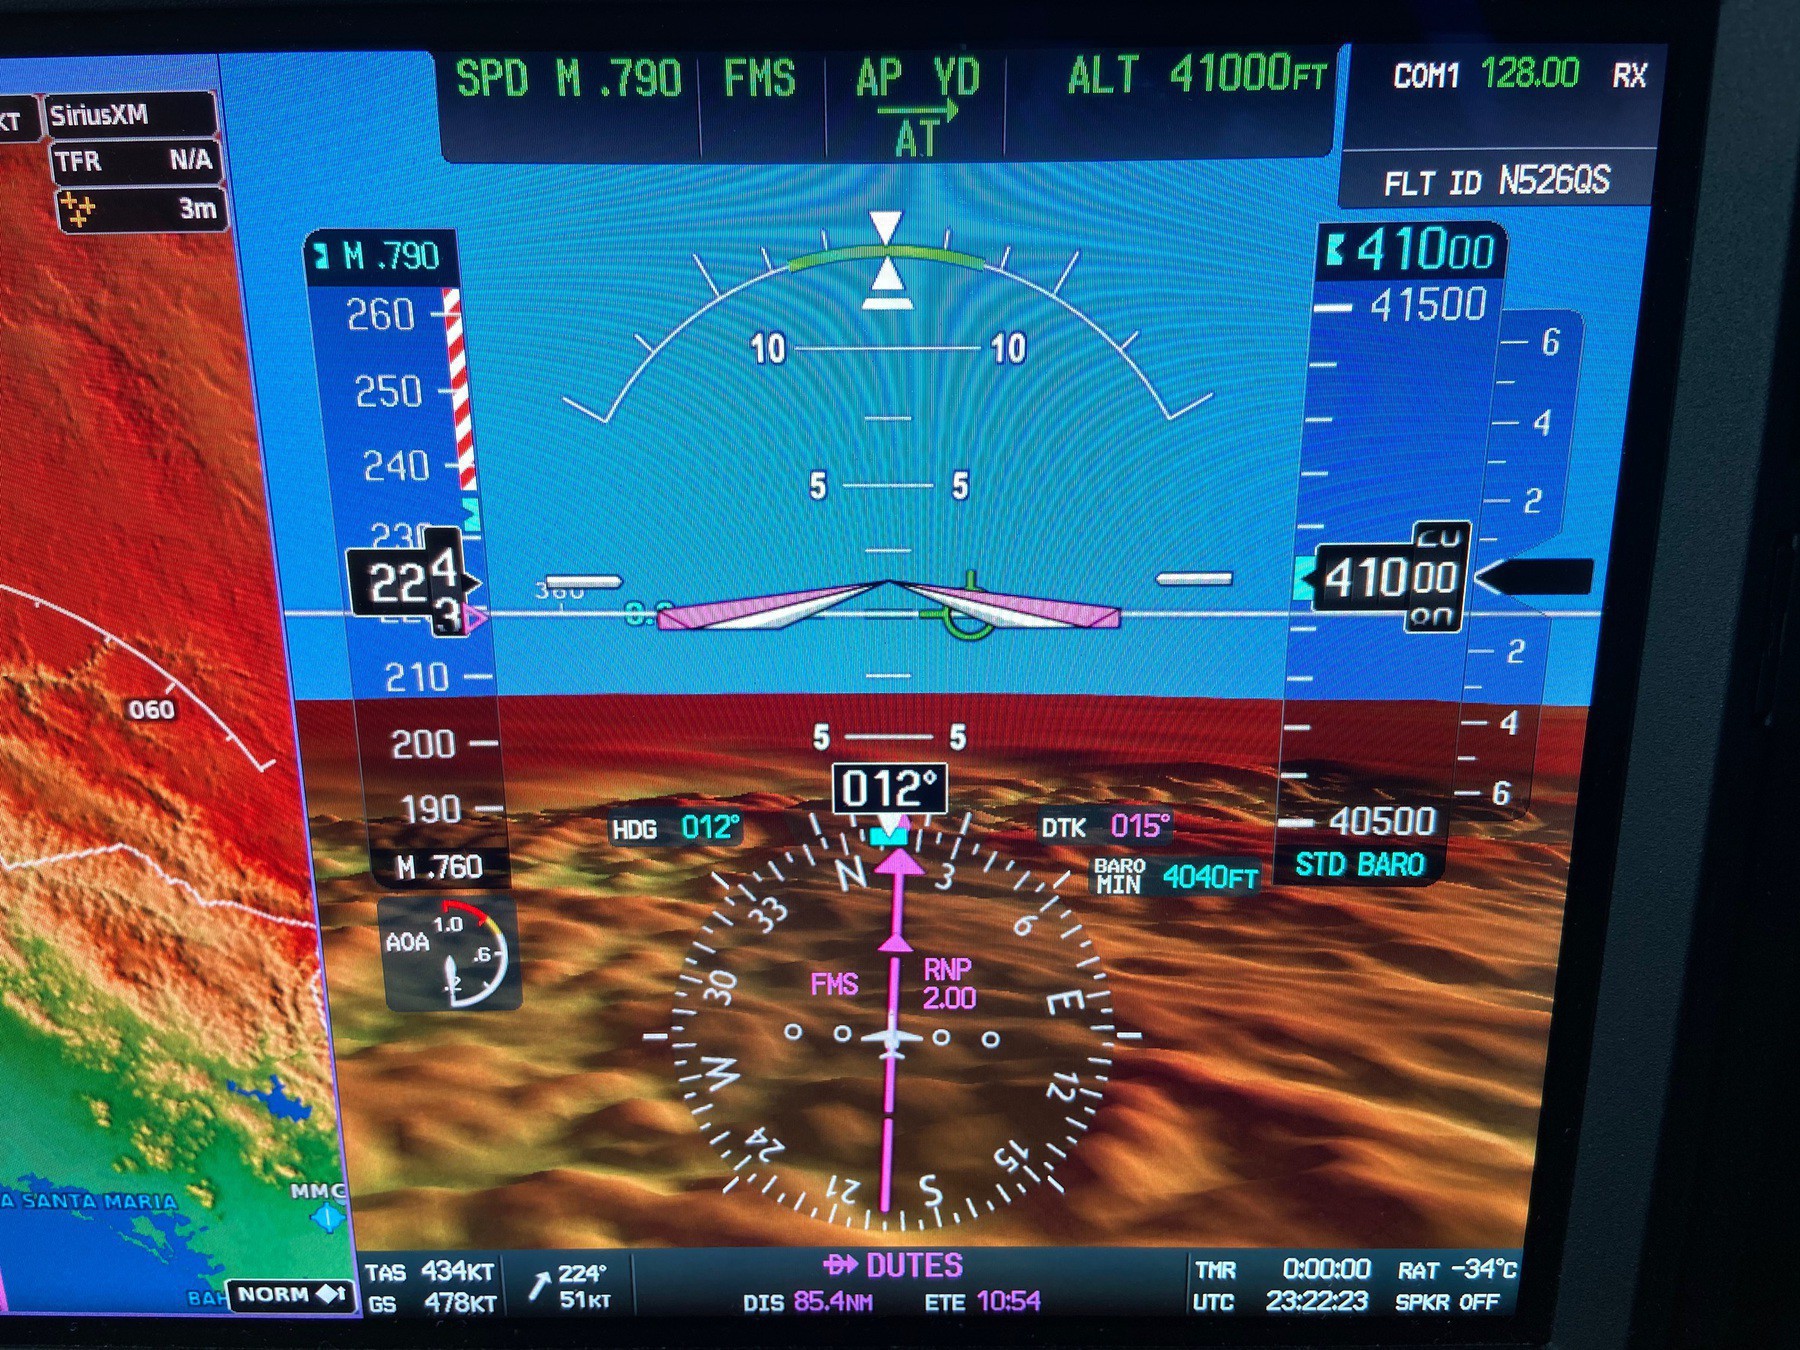 SPD M .790 FMS AP YD ALT 41000FT
AT
COM1 128.00 RX
FLT ID N526QS
KT
SiriusXM
TFR N/A
3m
M .790
260
250
240
230
224
3
210
200
190
M .760
AOA
1.0
.6
.2
10 10
5 5
360
5 5
012°
HDG 012°
DTK 015°
BARO
MIN 4040FT
41000
41500
41000
40500
STD BARO
6
4
2
2
4
6
N
3
6
E
12
15
S
21
24
W
30
33
FMS
RNP
2.00
060
A SANTA MARIA
MMC
BAH
NORM
TAS 434KT
GS 478KT
224°
51KT
DUTES
DIS 85.4NM ETE 10:54
TMR 0:00:00
UTC 23:22:23
RAT -34°C
SPKR OFF